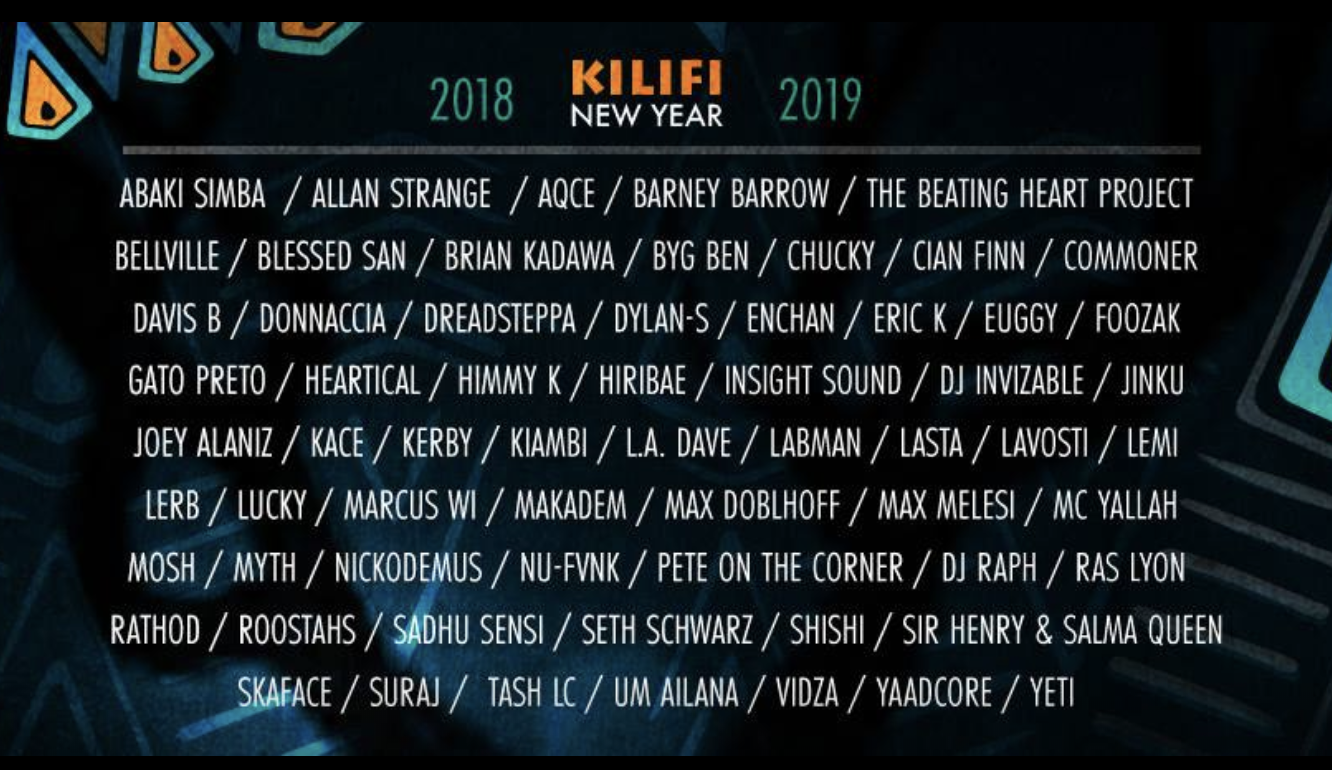 2018 KILIFI 2019
NEW YEAR
ABAKI SIMBA / ALLAN STRANGE / AQCE / BARNEY BARROW / THE BEATING HEART PROJECT
BELLVILLE / BLESSED SAN / BRIAN KADAWA / BYG BEN / CHUCKY / CIAN FINN / COMMONER
DAVIS B / DONNACCIA / DREADSTEPPA / DYLAN-S / ENCHAN / ERIC K / EUGGY / FOOZAK
GATO PRETO / HEARTICAL / HIMMY K / HIRIBAE / INSIGHT SOUND / DJ INVIZABLE / JINKU
JOEY ALANIZ / KACE / KERBY / KIAMBI / L.A. DAVE / LABMAN / LASTA / LAVOSTI / LEMI
LERB / LUCKY / MARCUS WI / MAKADEM / MAX DOBLHOFF / MAX MELESI / MC YALLAH
MOSH / MYTH / NICKODEMUS / NU-FVNK / PETE ON THE CORNER / DJ RAPH / RAS LYON
RATHOD / ROOSTAHS / SADHU SENSI / SETH SCHWARZ / SHISHI / SIR HENRY & SALMA QUEEN
SKAFACE / SURAJ / TASH LC / UM AILANA / VIDZA / YAADCORE / YETI